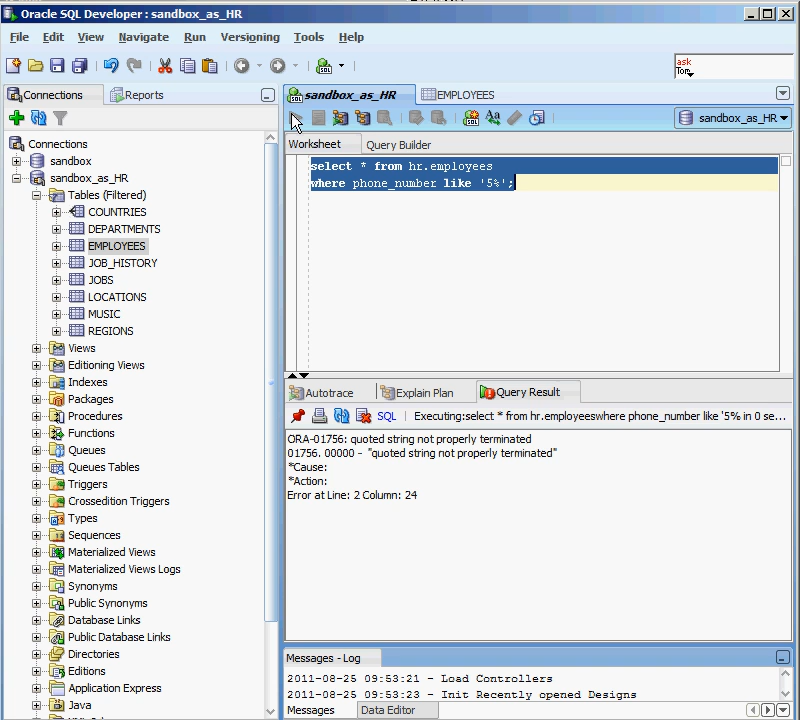 Oracle SQL Developer : sandbox_as_HR
File Edit View Navigate Run Versioning Tools Help
ask
Tom
Connections Reports
sandbox_as_HR EMPLOYEES
sandbox_as_HR
Worksheet Query Builder
Connections
sandbox
sandbox_as_HR
Tables (Filtered)
COUNTRIES
DEPARTMENTS
EMPLOYEES
JOB_HISTORY
JOBS
LOCATIONS
MUSIC
REGIONS
Views
Editioning Views
Indexes
Packages
Procedures
Functions
Queues
Queues Tables
Triggers
Crossedition Triggers
Types
Sequences
Materialized Views
Materialized Views Logs
Synonyms
Public Synonyms
Database Links
Public Database Links
Directories
Editions
Application Express
Java
select * from hr.employees
where phone_number like '5%';
Autotrace Explain Plan Query Result
SQL Executing:select * from hr.employeeswhere phone_number like '5% in 0 se...
ORA-01756: quoted string not properly terminated
01756. 00000 - "quoted string not properly terminated"
*Cause:
*Action:
Error at Line: 2 Column: 24
Messages - Log
2011-08-25 09:53:21 - Load Controllers
2011-08-25 09:53:23 - Init Recently opened Designs
Messages Data Editor